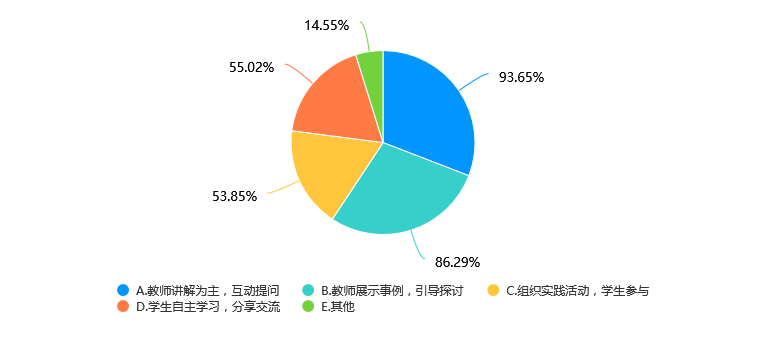 14.55%
55.02%
93.65%
53.85%
86.29%
A.教师讲解为主，互动提问
B.教师展示事例，引导探讨
C.组织实践活动，学生参与
D.学生自主学习，分享交流
E.其他